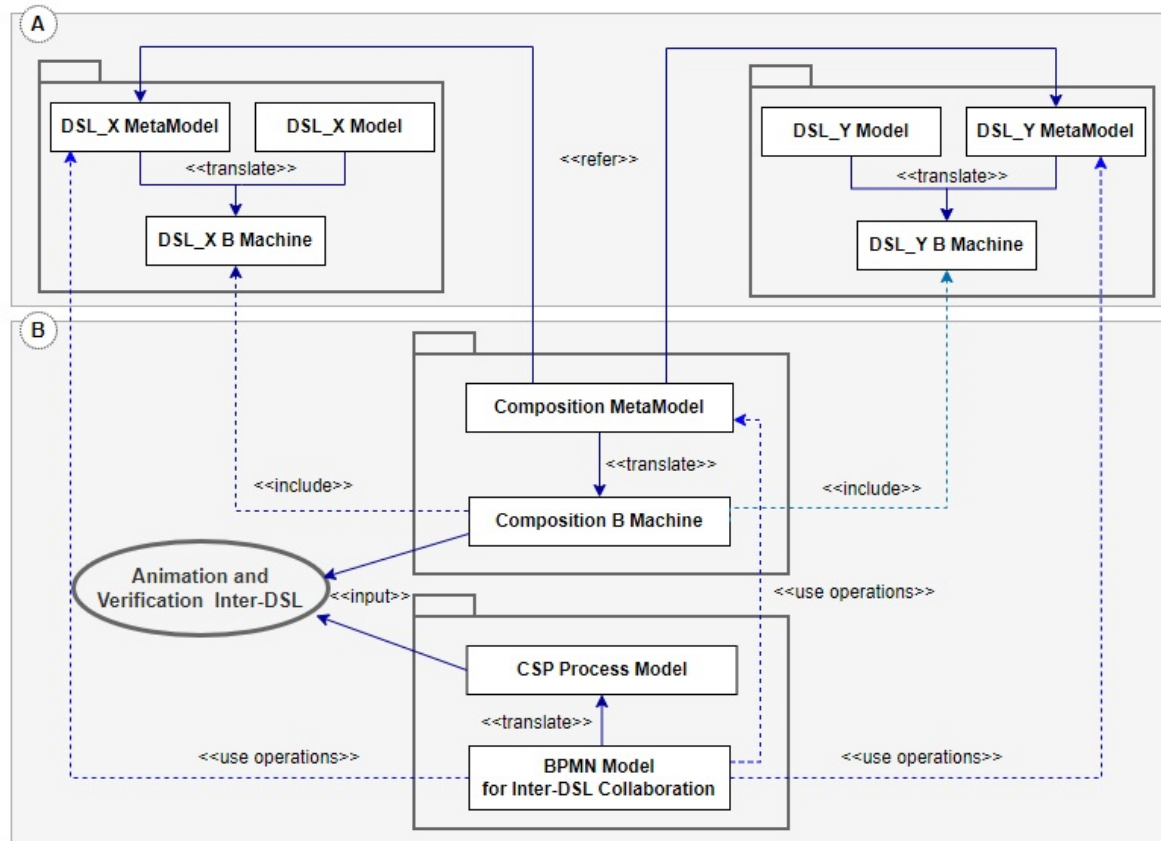 A
DSL_X MetaModel
DSL_X Model
<<translate>>
DSL_X B Machine
<<refer>>
DSL_Y Model
DSL_Y MetaModel
<<translate>>
DSL_Y B Machine
B
Composition MetaModel
<<translate>>
<<include>>
<<include>>
Composition B Machine
Animation and
Verification Inter-DSL
<<input>>
<<use operations>>
CSP Process Model
<<translate>>
<<use operations>>
<<use operations>>
BPMN Model
for Inter-DSL Collaboration